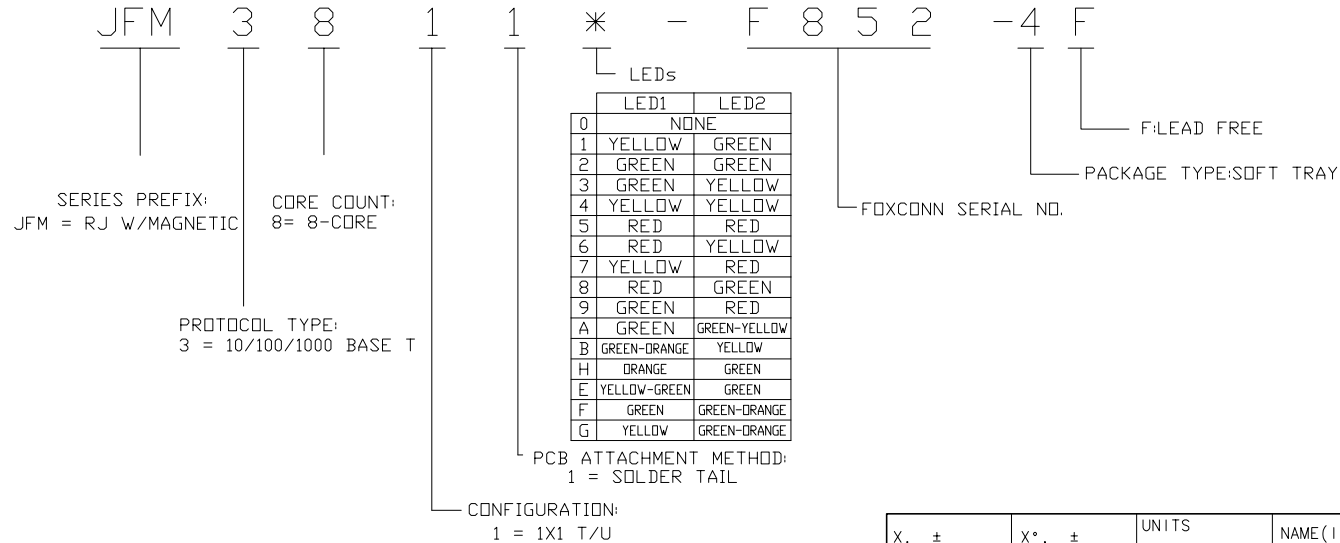 JFM 3 8 1 1 * - F 8 5 2 - 4 F
LEDs
LED1 LED2
0 NONE
1 YELLOW GREEN
2 GREEN GREEN
3 GREEN YELLOW
4 YELLOW YELLOW
5 RED RED
6 RED YELLOW
7 YELLOW RED
8 RED GREEN
9 GREEN RED
A GREEN GREEN-YELLOW
B GREEN-ORANGE YELLOW
H ORANGE GREEN
E YELLOW-GREEN GREEN
F GREEN GREEN-ORANGE
G YELLOW GREEN-ORANGE
F:LEAD FREE
PACKAGE TYPE:SOFT TRAY
FOXCONN SERIAL NO.
SERIES PREFIX:
JFM = RJ W/MAGNETIC
CORE COUNT:
8= 8-CORE
PROTOCOL TYPE:
3 = 10/100/1000 BASE T
PCB ATTACHMENT METHOD:
1 = SOLDER TAIL
CONFIGURATION:
1 = 1X1 T/U
X. ± X°. ± UNITS NAME(